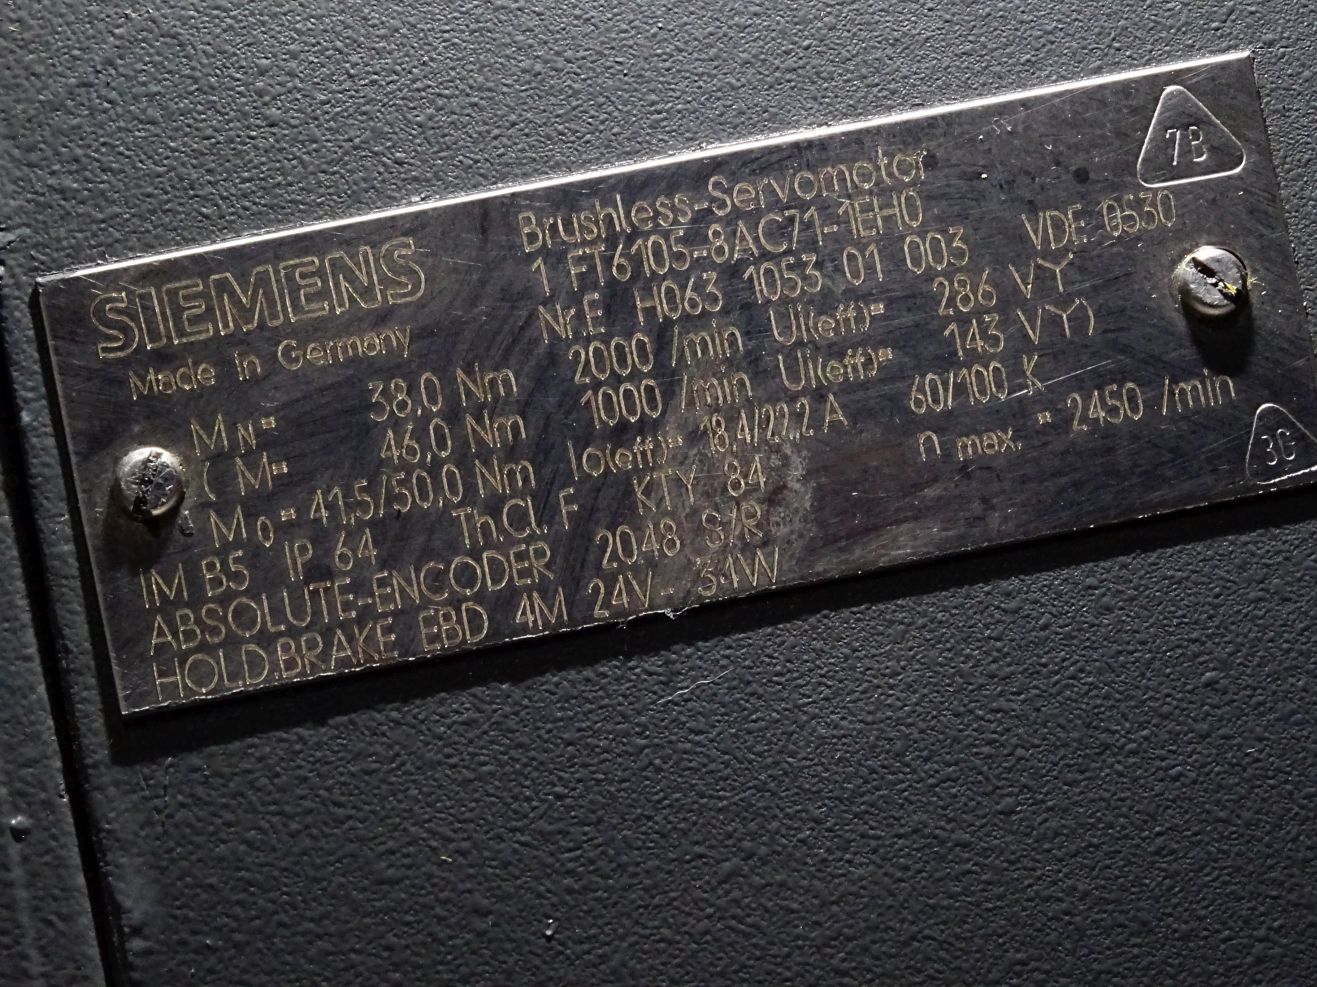 SIEMENS
Made in Germany
Brushless-Servomotor
1 FT6105-8AC71-1EH0
Nr.E H063 1053 01 003 VDE 0530
7B
MN= 38,0 Nm 2000 /min UI(eff)= 286 VY
( M= 46,0 Nm 1000 /min UI(eff)= 143 VY)
M0= 41,5/50,0 Nm I0(eff)= 18,4/22,2 A 60/100 K
IM B5 IP 64 Th.Cl. F KTY 84 n max. = 2450 /min
ABSOLUTE-ENCODER 2048 S/R
HOLD.BRAKE EBD 4M 24V- 34W